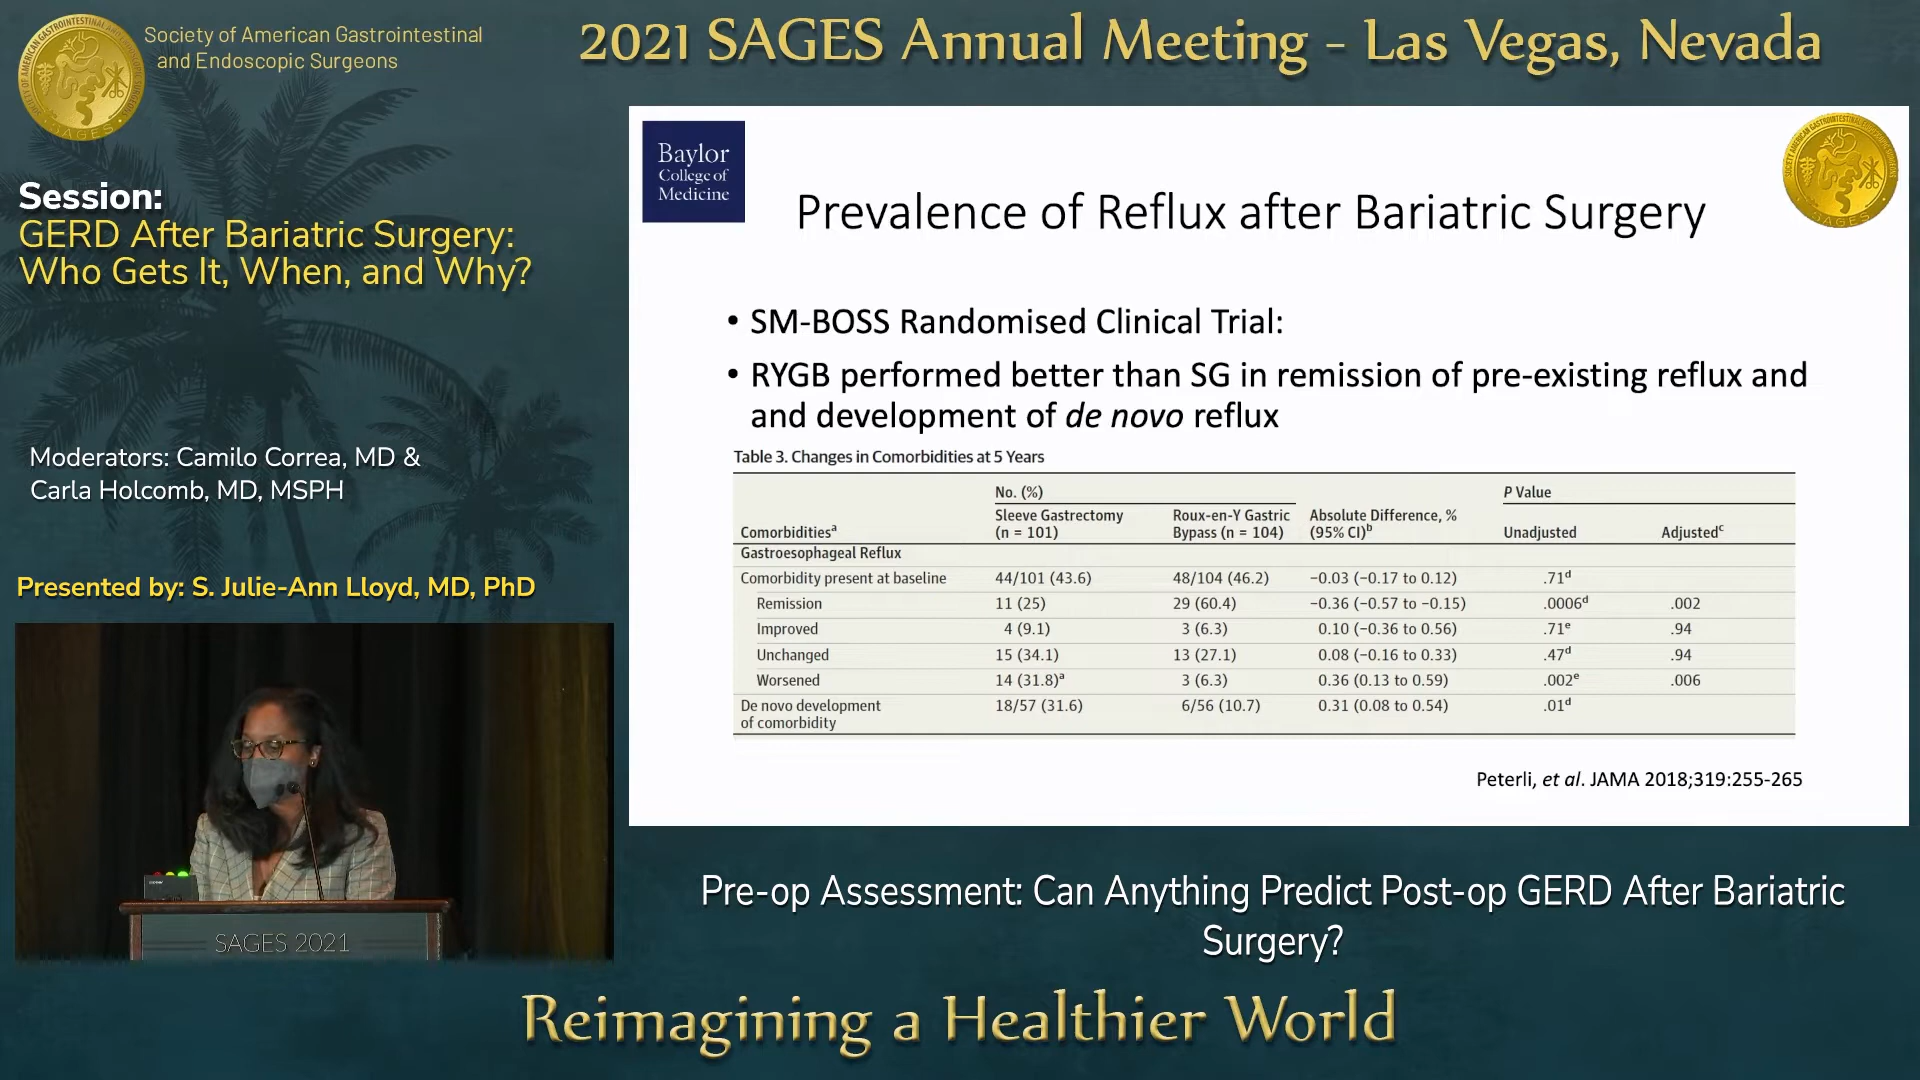 Society of American Gastrointestinal
and Endoscopic Surgeons
2021 SAGES Annual Meeting - Las Vegas, Nevada
SAGES
Session:
GERD After Bariatric Surgery:
Who Gets It, When, and Why?
Moderators: Camilo Correa, MD &
Carla Holcomb, MD, MSPH
Presented by: S. Julie-Ann Lloyd, MD, PhD
SAGES 2021
Baylor
College of
Medicine
SAGES
Prevalence of Reflux after Bariatric Surgery
• SM-BOSS Randomised Clinical Trial:
• RYGB performed better than SG in remission of pre-existing reflux and
and development of de novo reflux
Table 3. Changes in Comorbidities at 5 Years
No. (%) P Value
Sleeve Gastrectomy Roux-en-Y Gastric Absolute Difference, %
Comorbiditiesᵃ (n = 101) Bypass (n = 104) (95% CI)ᵇ Unadjusted Adjustedᶜ
Gastroesophageal Reflux
Comorbidity present at baseline 44/101 (43.6) 48/104 (46.2) −0.03 (−0.17 to 0.12) .71ᵈ
Remission 11 (25) 29 (60.4) −0.36 (−0.57 to −0.15) .0006ᵈ .002
Improved 4 (9.1) 3 (6.3) 0.10 (−0.36 to 0.56) .71ᵉ .94
Unchanged 15 (34.1) 13 (27.1) 0.08 (−0.16 to 0.33) .47ᵈ .94
Worsened 14 (31.8)ᵃ 3 (6.3) 0.36 (0.13 to 0.59) .002ᵉ .006
De novo development 18/57 (31.6) 6/56 (10.7) 0.31 (0.08 to 0.54) .01ᵈ
of comorbidity
Peterli, et al. JAMA 2018;319:255-265
Pre-op Assessment: Can Anything Predict Post-op GERD After Bariatric
Surgery?
Reimagining a Healthier World